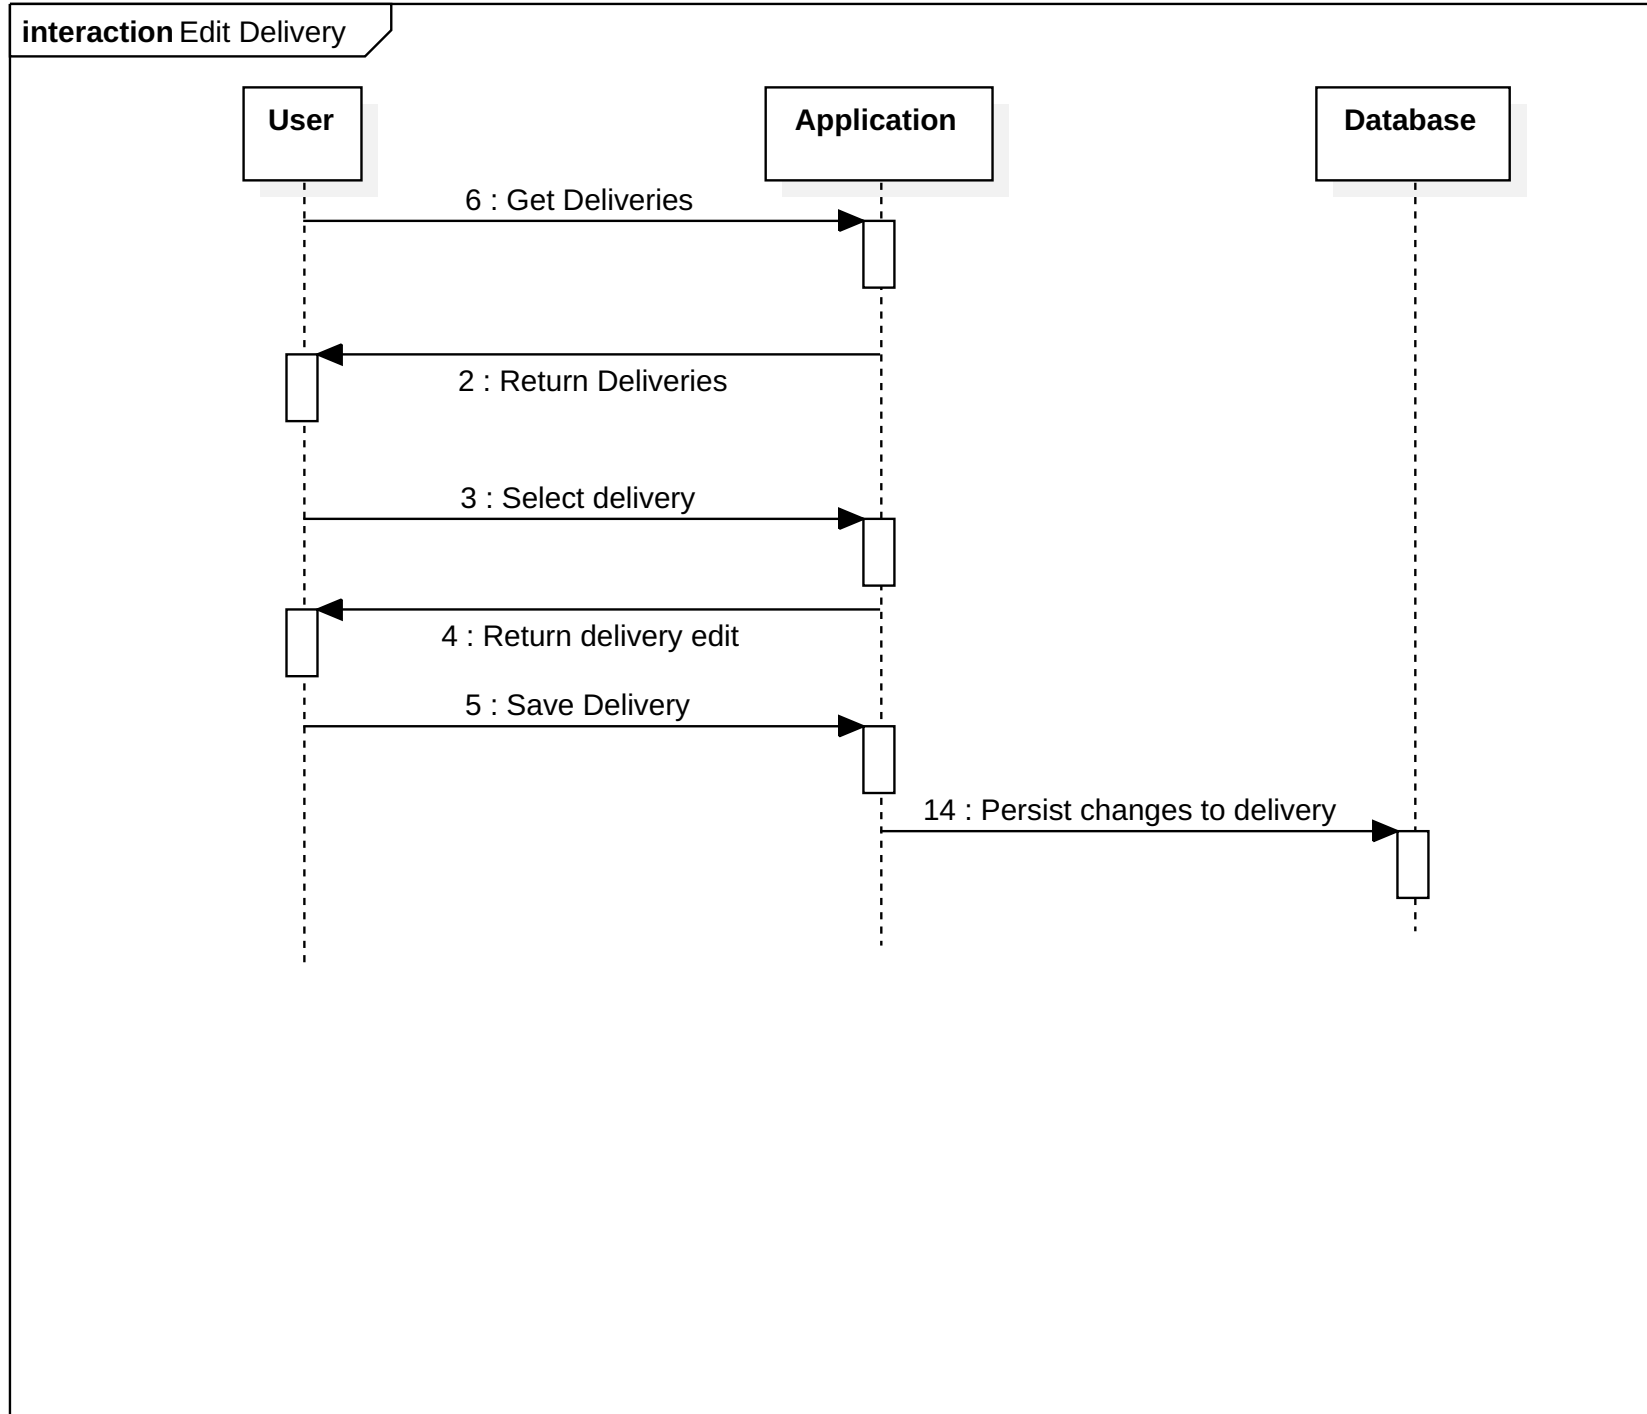 interaction Edit Delivery
User
Application
Database
6 : Get Deliveries
2 : Return Deliveries
3 : Select delivery
4 : Return delivery edit
5 : Save Delivery
14 : Persist changes to delivery